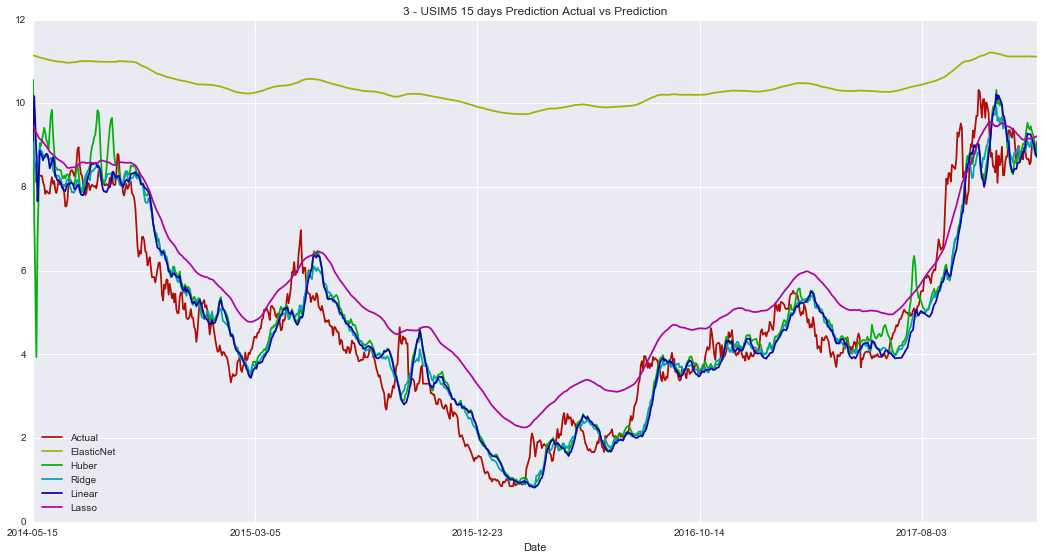 3 - USIM5 15 days Prediction Actual vs Prediction
12
10
8
6
4
2
0
Actual
ElasticNet
Huber
Ridge
Linear
Lasso
2014-05-15 2015-03-05 2015-12-23 2016-10-14 2017-08-03
Date